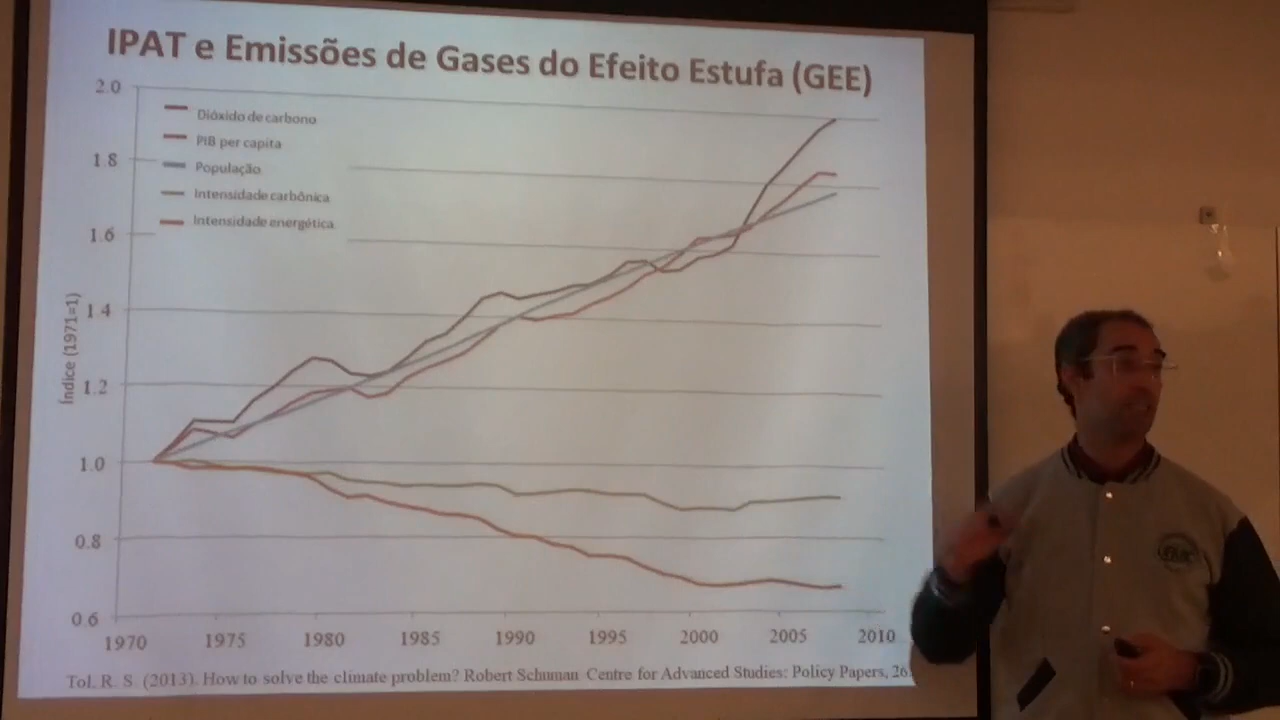 IPAT e Emissões de Gases do Efeito Estufa (GEE)
2.0
Dióxido de carbono
PIB per capita
1.8
População
Intensidade carbônica
Intensidade energética
1.6
1.4
Índice (1971=1)
1.2
1.0
0.8
0.6
1970 1975 1980 1985 1990 1995 2000 2005 2010
Tol. R. S. (2013). How to solve the climate problem? Robert Schuman Centre for Advanced Studies: Policy Papers, 26.